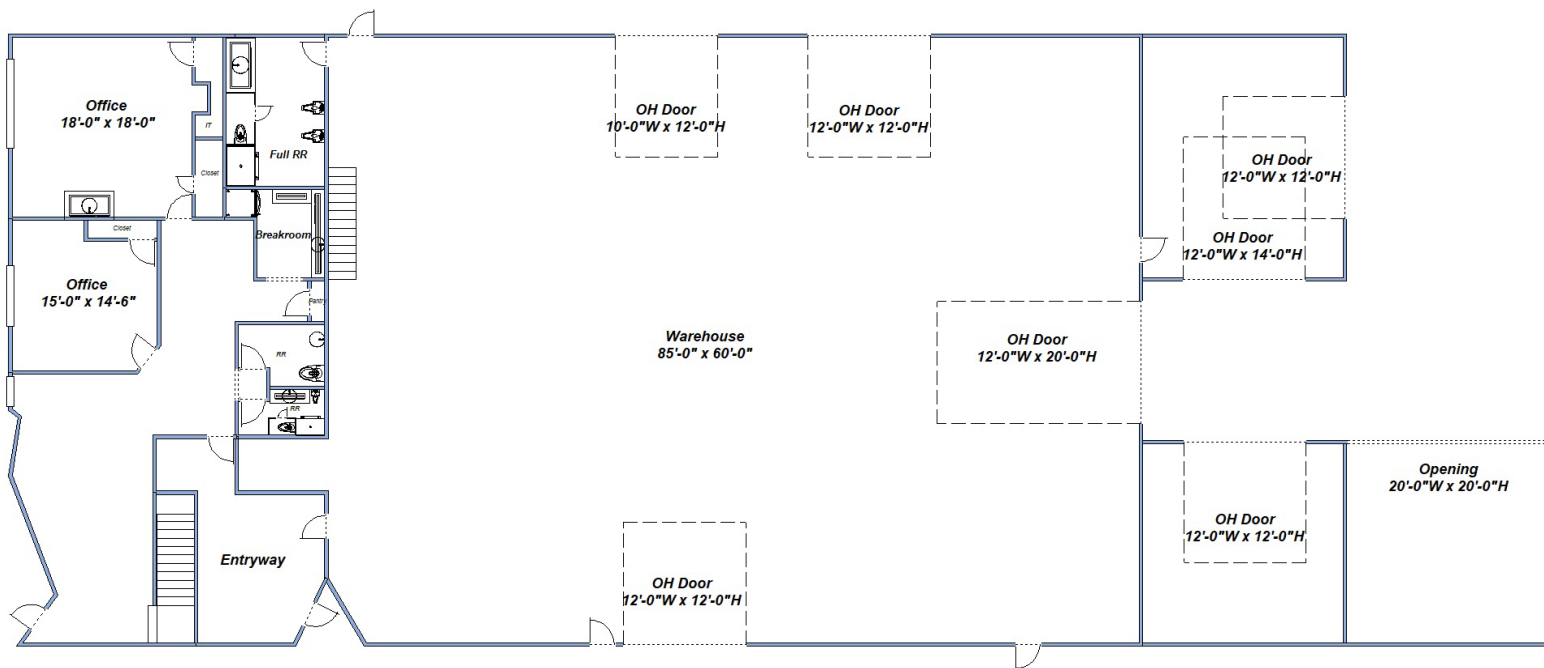 Office
18'-0" x 18'-0"
IT
Closet
Full RR
OH Door
10'-0"W x 12'-0"H
OH Door
12'-0"W x 12'-0"H
OH Door
12'-0"W x 12'-0"H
OH Door
12'-0"W x 14'-0"H
Closet
Breakroom
Office
15'-0" x 14'-6"
Pantry
Warehouse
85'-0" x 60'-0"
OH Door
12'-0"W x 20'-0"H
RR
RR
Opening
20'-0"W x 20'-0"H
OH Door
12'-0"W x 12'-0"H
Entryway
OH Door
12'-0"W x 12'-0"H